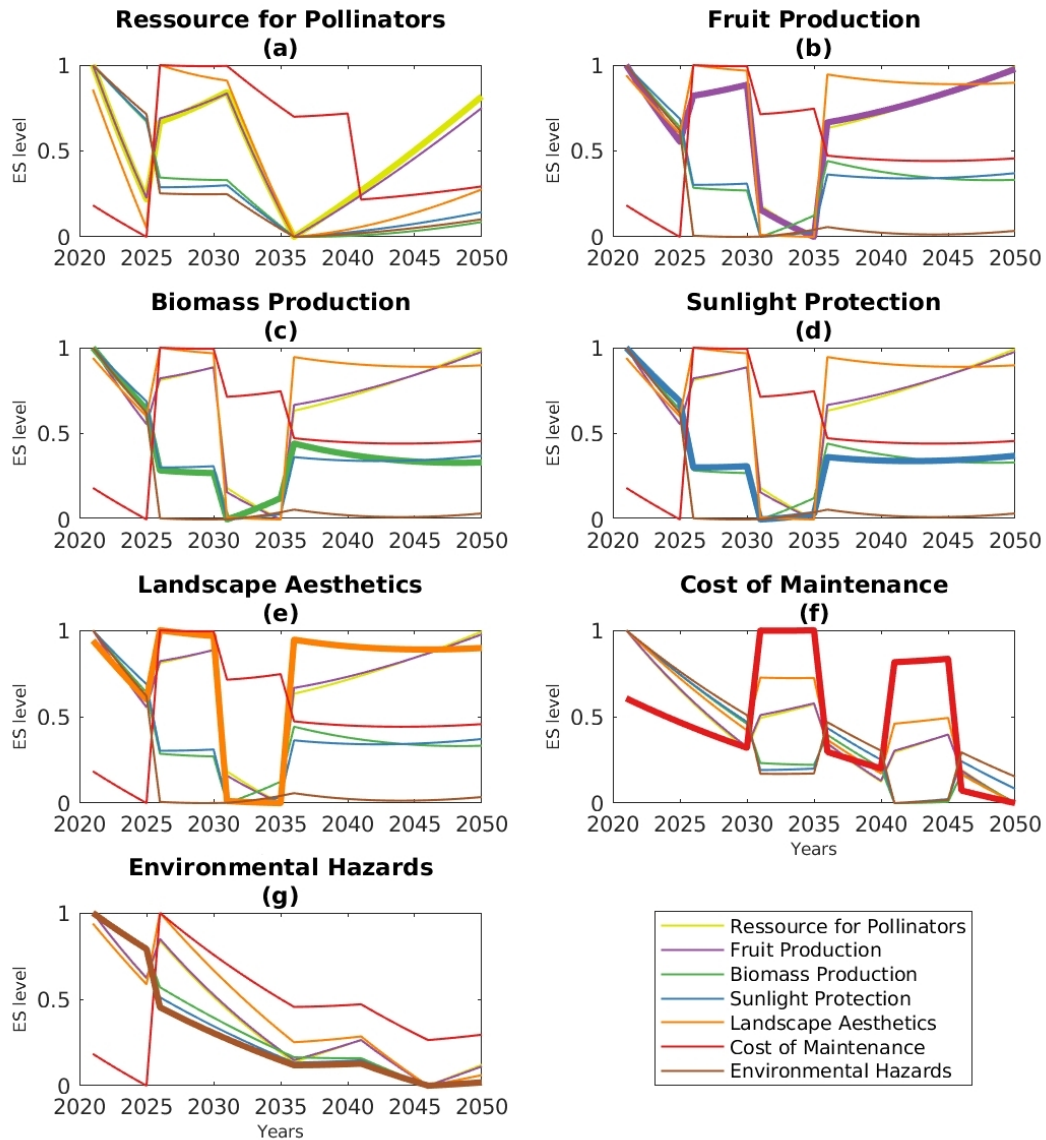 Ressource for Pollinators
(a)
1
0.5
0
ES level
2020 2025 2030 2035 2040 2045 2050
Fruit Production
(b)
1
0.5
0
ES level
2020 2025 2030 2035 2040 2045 2050
Biomass Production
(c)
1
0.5
0
ES level
2020 2025 2030 2035 2040 2045 2050
Sunlight Protection
(d)
1
0.5
0
ES level
2020 2025 2030 2035 2040 2045 2050
Landscape Aesthetics
(e)
1
0.5
0
ES level
2020 2025 2030 2035 2040 2045 2050
Cost of Maintenance
(f)
1
0.5
0
ES level
2020 2025 2030 2035 2040 2045 2050
Years
Environmental Hazards
(g)
1
0.5
0
ES level
2020 2025 2030 2035 2040 2045 2050
Years
Ressource for Pollinators
Fruit Production
Biomass Production
Sunlight Protection
Landscape Aesthetics
Cost of Maintenance
Environmental Hazards